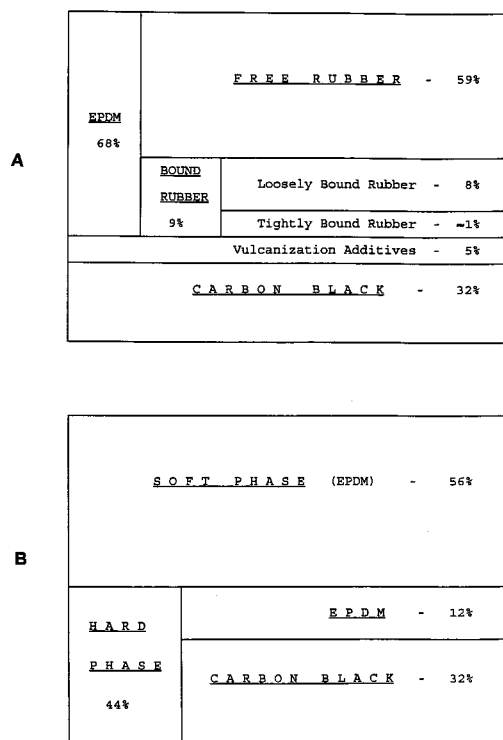 A
FREE RUBBER - 59%
EPDM
68%
BOUND
RUBBER
9%
Loosely Bound Rubber - 8%
Tightly Bound Rubber - ~1%
Vulcanization Additives - 5%
CARBON BLACK - 32%
B
SOFT PHASE (EPDM) - 56%
HARD
PHASE
44%
EPDM - 12%
CARBON BLACK - 32%